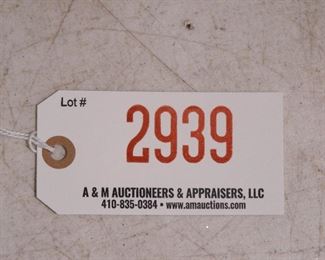 Lot #
2939
A & M AUCTIONEERS & APPRAISERS, LLC
410-835-0384 • www.amauctions.com